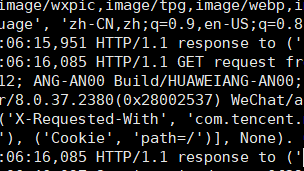 image/wxpic,image/tpg,image/webp,i
uage', 'zh-CN,zh;q=0.9,en-US;q=0.8
:06:15,951 HTTP/1.1 response to ('
:06:16,085 HTTP/1.1 GET request fr
12; ANG-AN00 Build/HUAWEIANG-AN00;
r/8.0.37.2380(0x28002537) WeChat/a
('X-Requested-With', 'com.tencent.
'), ('Cookie', 'path=/')], None).
:06:16,085 HTTP/1.1 response to ('